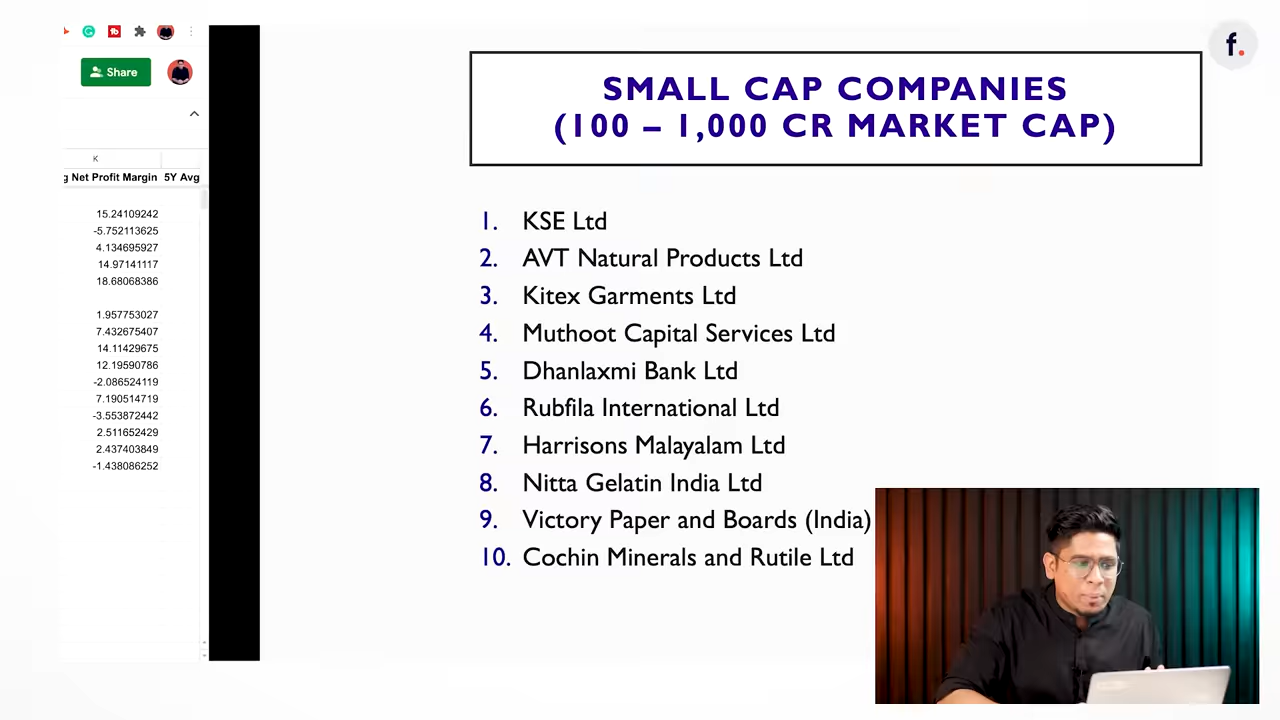 f.
Share
K
g Net Profit Margin 5Y Avg
15.24109242
-5.752113625
4.134695927
14.97141117
18.68068386
1.957753027
7.432675407
14.11429675
12.19590786
-2.086524119
7.190514719
-3.553872442
2.511652429
2.437403849
-1.438086252
SMALL CAP COMPANIES
(100 – 1,000 CR MARKET CAP)
1. KSE Ltd
2. AVT Natural Products Ltd
3. Kitex Garments Ltd
4. Muthoot Capital Services Ltd
5. Dhanlaxmi Bank Ltd
6. Rubfila International Ltd
7. Harrisons Malayalam Ltd
8. Nitta Gelatin India Ltd
9. Victory Paper and Boards (India)
10. Cochin Minerals and Rutile Ltd